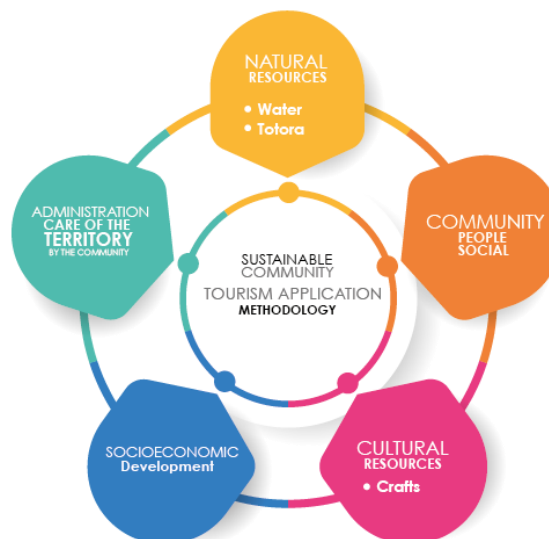 NATURAL
RESOURCES
• Water
• Totora
COMMUNITY
PEOPLE
SOCIAL
CULTURAL
RESOURCES
• Crafts
SOCIOECONOMIC
Development
ADMINISTRATION
CARE OF THE
TERRITORY
BY THE COMMUNITY
SUSTAINABLE
COMMUNITY
TOURISM APPLICATION
METHODOLOGY